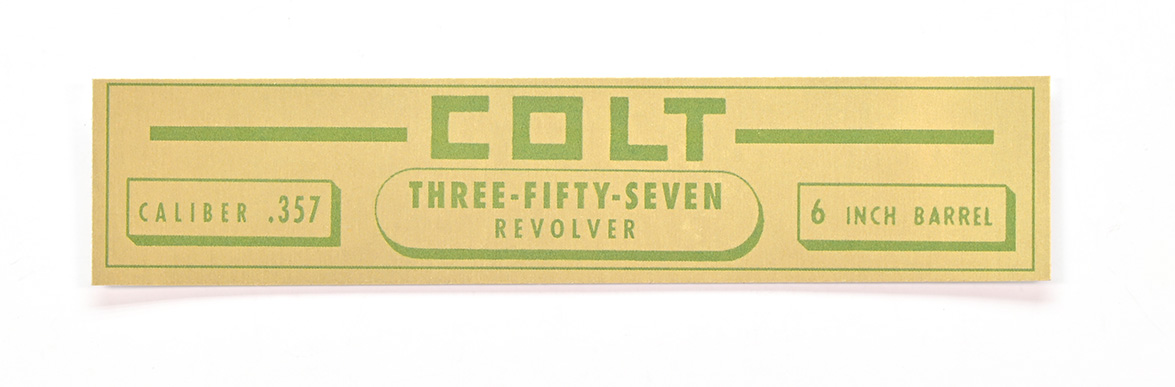 COLT
THREE-FIFTY-SEVEN
REVOLVER
CALIBER .357
6 INCH BARREL